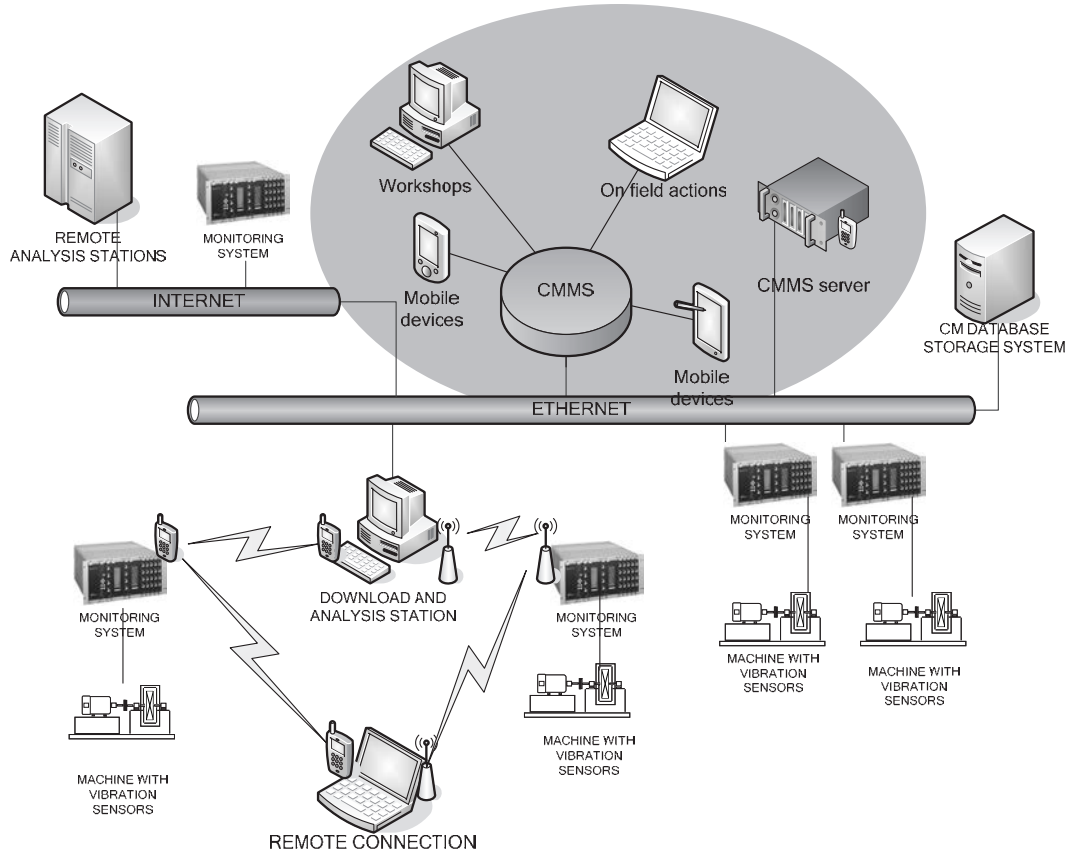 Workshops
On field actions
REMOTE
ANALYSIS STATIONS
MONITORING
SYSTEM
INTERNET
Mobile
devices
CMMS
CMMS server
Mobile
devices
CM DATABASE
STORAGE SYSTEM
ETHERNET
MONITORING
SYSTEM
MONITORING
SYSTEM
DOWNLOAD AND
ANALYSIS STATION
MONITORING
SYSTEM
MONITORING
SYSTEM
MACHINE WITH
VIBRATION
SENSORS
MACHINE WITH
VIBRATION
SENSORS
MACHINE WITH
VIBRATION
SENSORS
MACHINE WITH
VIBRATION
SENSORS
REMOTE CONNECTION